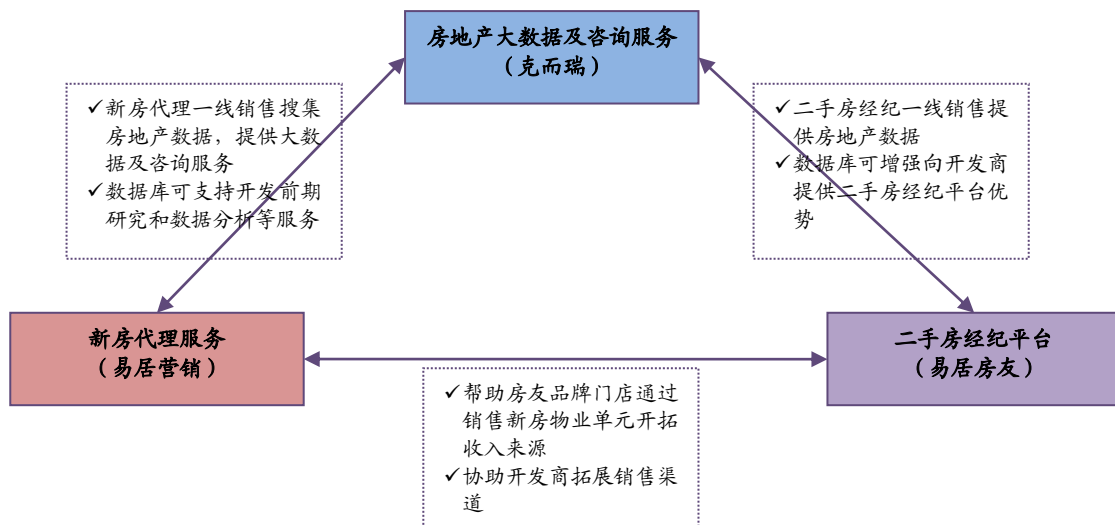 房地产大数据及咨询服务
（克而瑞）
✓新房代理一线销售搜集
房地产数据，提供大数
据及咨询服务
✓数据库可支持开发前期
研究和数据分析等服务
✓二手房经纪一线销售提
供房地产数据
✓数据库可增强向开发商
提供二手房经纪平台优
势
新房代理服务
（易居营销）
二手房经纪平台
（易居房友）
✓帮助房友品牌门店通过
销售新房物业单元开拓
收入来源
✓协助开发商拓展销售渠
道